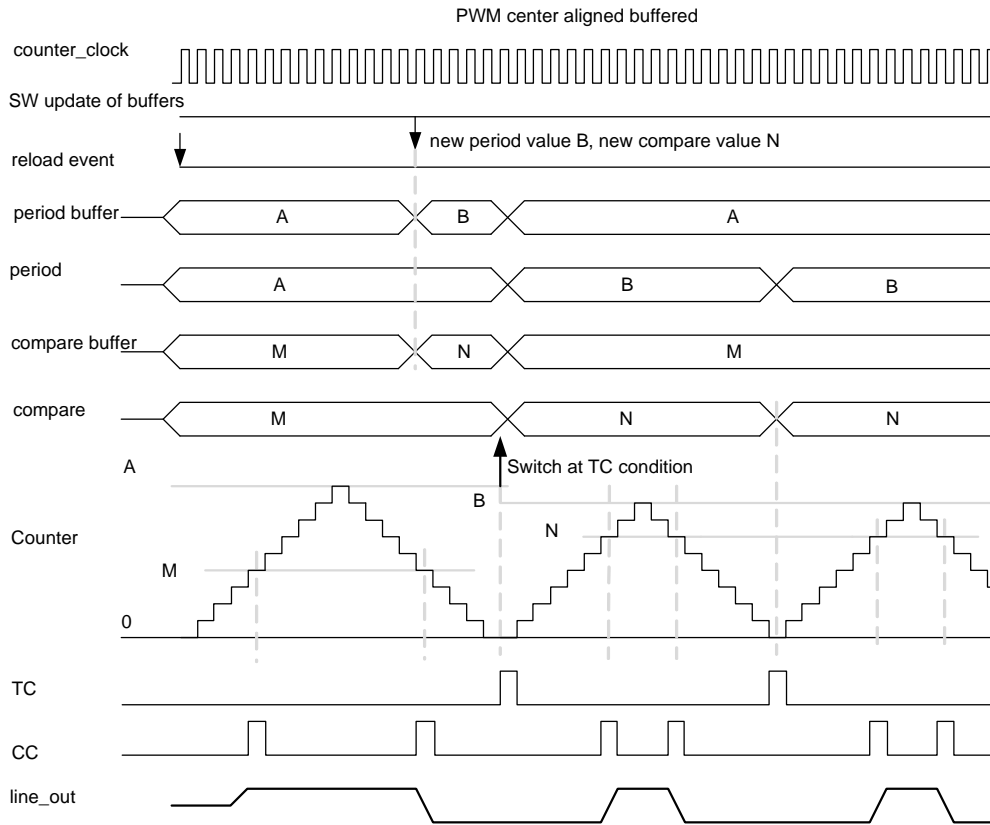 PWM center aligned buffered
counter_clock
SW update of buffers
new period value B, new compare value N
reload event
period buffer
A
B
A
period
A
B
B
compare buffer
M
N
M
compare
M
N
N
A
Switch at TC condition
B
Counter
N
M
0
TC
CC
line_out